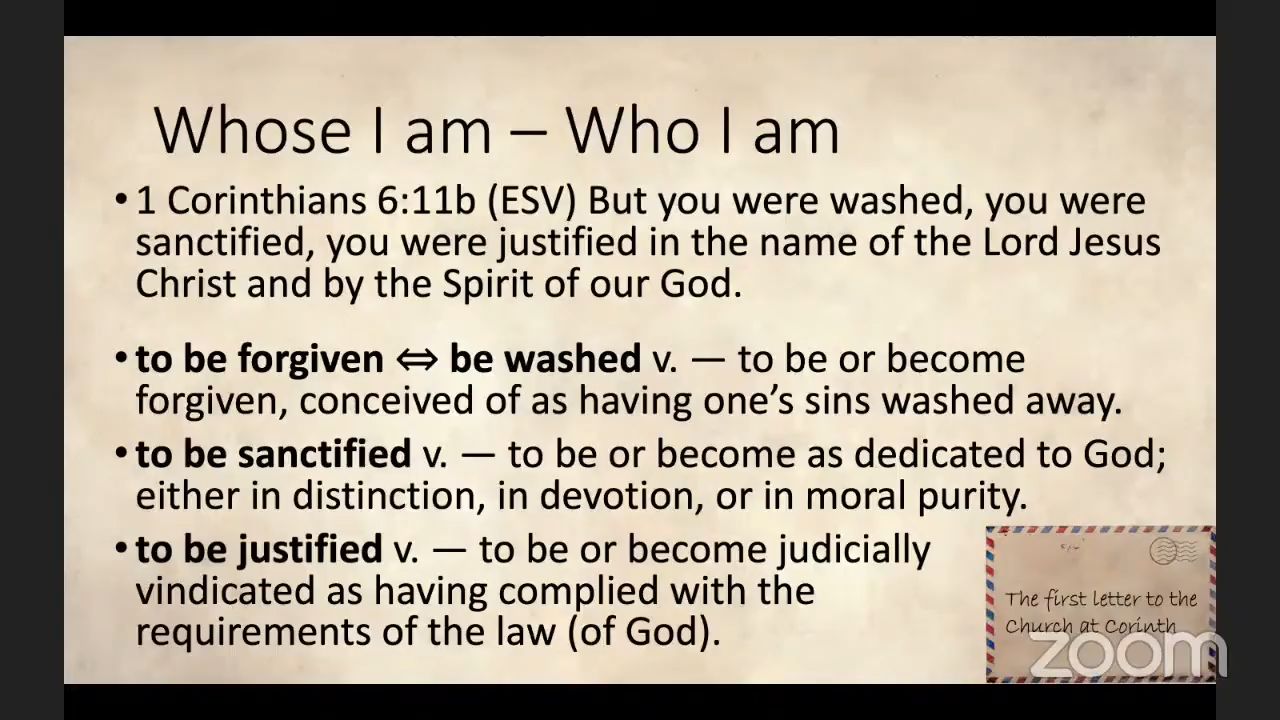 Whose I am – Who I am
•1 Corinthians 6:11b (ESV) But you were washed, you were
sanctified, you were justified in the name of the Lord Jesus
Christ and by the Spirit of our God.
•to be forgiven ⇔ be washed v. — to be or become
forgiven, conceived of as having one’s sins washed away.
•to be sanctified v. — to be or become as dedicated to God;
either in distinction, in devotion, or in moral purity.
•to be justified v. — to be or become judicially
vindicated as having complied with the
requirements of the law (of God).
The first letter to the
Church at Corinth
zoom